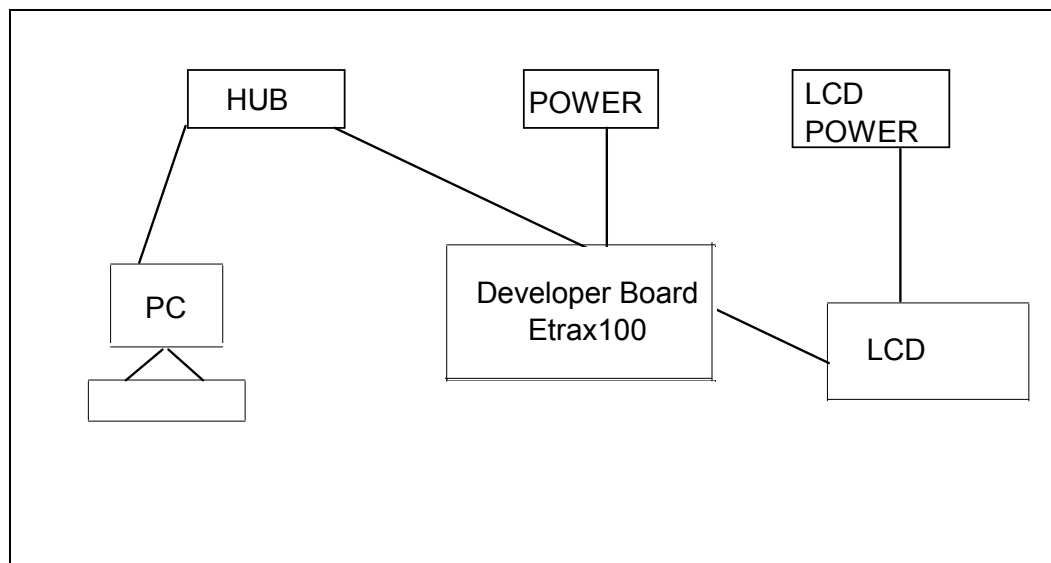 HUB
POWER
LCD
POWER
Developer Board
Etrax100
PC
LCD